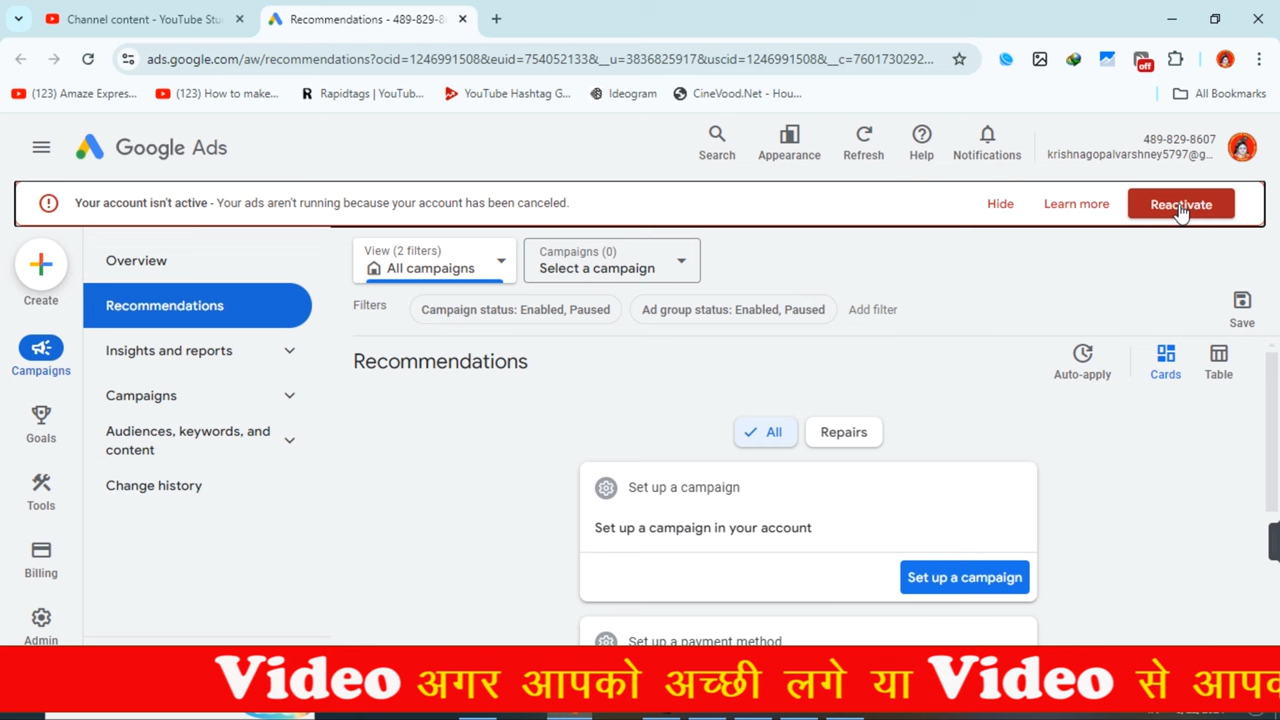 Channel content - YouTube Stu
Recommendations - 489-829-8
ads.google.com/aw/recommendations?ocid=1246991508&euid=754052133&__u=3836825917&uscid=1246991508&__c=7601730292...
off
(123) Amaze Expres...
(123) How to make...
Rapidtags | YouTub...
YouTube Hashtag G...
Ideogram
CineVood.Net - Hou...
All Bookmarks
Google Ads
Search
Appearance
Refresh
Help
Notifications
489-829-8607
krishnagopalvarshney5797@g...
Your account isn't active - Your ads aren't running because your account has been canceled.
Hide
Learn more
Reactivate
Create
Campaigns
Goals
Tools
Billing
Admin
Overview
Recommendations
Insights and reports
Campaigns
Audiences, keywords, and
content
Change history
View (2 filters)
All campaigns
Campaigns (0)
Select a campaign
Filters
Campaign status: Enabled, Paused
Ad group status: Enabled, Paused
Add filter
Save
Recommendations
Auto-apply
Cards
Table
All
Repairs
Set up a campaign
Set up a campaign in your account
Set up a campaign
Set up a payment method
Video अगर आपको अच्छी लगे या Video से